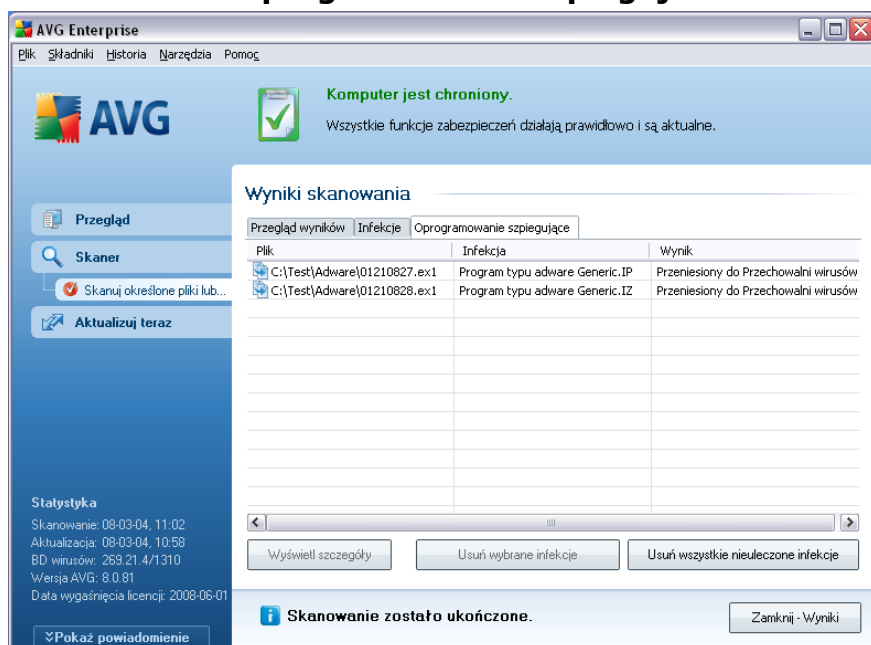 AVG Enterprise
Plik Składniki Historia Narzędzia Pomoc
AVG
Komputer jest chroniony.
Wszystkie funkcje zabezpieczeń działają prawidłowo i są aktualne.
Przegląd
Skaner
Skanuj określone pliki lub...
Aktualizuj teraz
Wyniki skanowania
Przegląd wyników Infekcje Oprogramowanie szpiegujące
Plik Infekcja Wynik
C:\Test\Adware\01210827.ex1 Program typu adware Generic.IP Przeniesiony do Przechowalni wirusów
C:\Test\Adware\01210828.ex1 Program typu adware Generic.IZ Przeniesiony do Przechowalni wirusów
Statystyka
Skanowanie: 08-03-04, 11:02
Aktualizacja: 08-03-04, 10:58
BD wirusów: 269.21.4/1310
Wersja AVG: 8.0.81
Data wygaśnięcia licencji: 2008-06-01
Wyświetl szczegóły Usuń wybrane infekcje Usuń wszystkie nieuleczone infekcje
Skanowanie zostało ukończone.
Zamknij - Wyniki
Pokaż powiadomienie